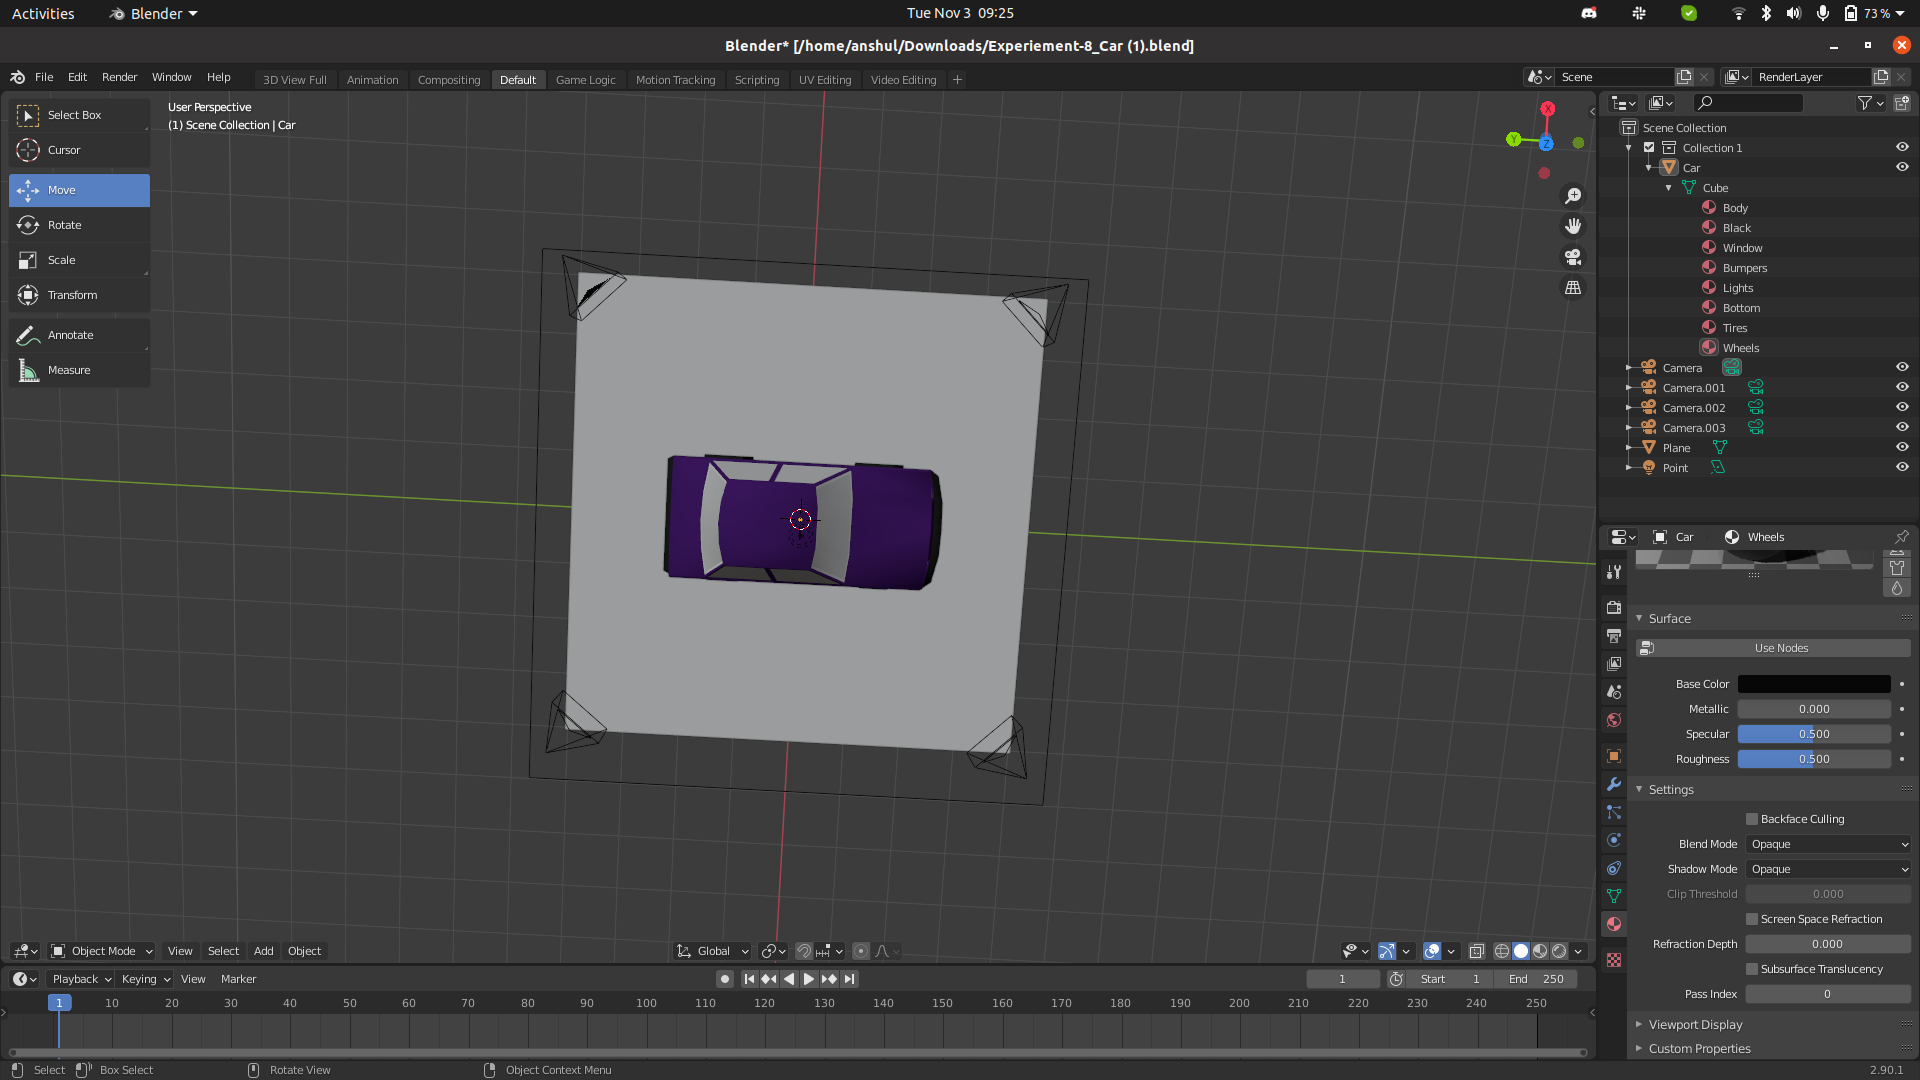 Activities Blender Tue Nov 3 09:25 73 %
Blender* [/home/anshul/Downloads/Experiement-8_Car (1).blend]
File Edit Render Window Help 3D View Full Animation Compositing Default Game Logic Motion Tracking Scripting UV Editing Video Editing + Scene RenderLayer
User Perspective
(1) Scene Collection | Car
Select Box
Cursor
Move
Rotate
Scale
Transform
Annotate
Measure
X
Y
Z
Scene Collection
Collection 1
Car
Cube
Body
Black
Window
Bumpers
Lights
Bottom
Tires
Wheels
Camera
Camera.001
Camera.002
Camera.003
Plane
Point
Car Wheels
Surface
Use Nodes
Base Color
Metallic 0.000
Specular 0.500
Roughness 0.500
Settings
Backface Culling
Blend Mode Opaque
Shadow Mode Opaque
Clip Threshold 0.000
Screen Space Refraction
Refraction Depth 0.000
Subsurface Translucency
Pass Index 0
Viewport Display
Custom Properties
Object Mode View Select Add Object Global
Playback Keying View Marker 1 Start 1 End 250
1 10 20 30 40 50 60 70 80 90 100 110 120 130 140 150 160 170 180 190 200 210 220 230 240 250
Select Box Select Rotate View Object Context Menu 2.90.1